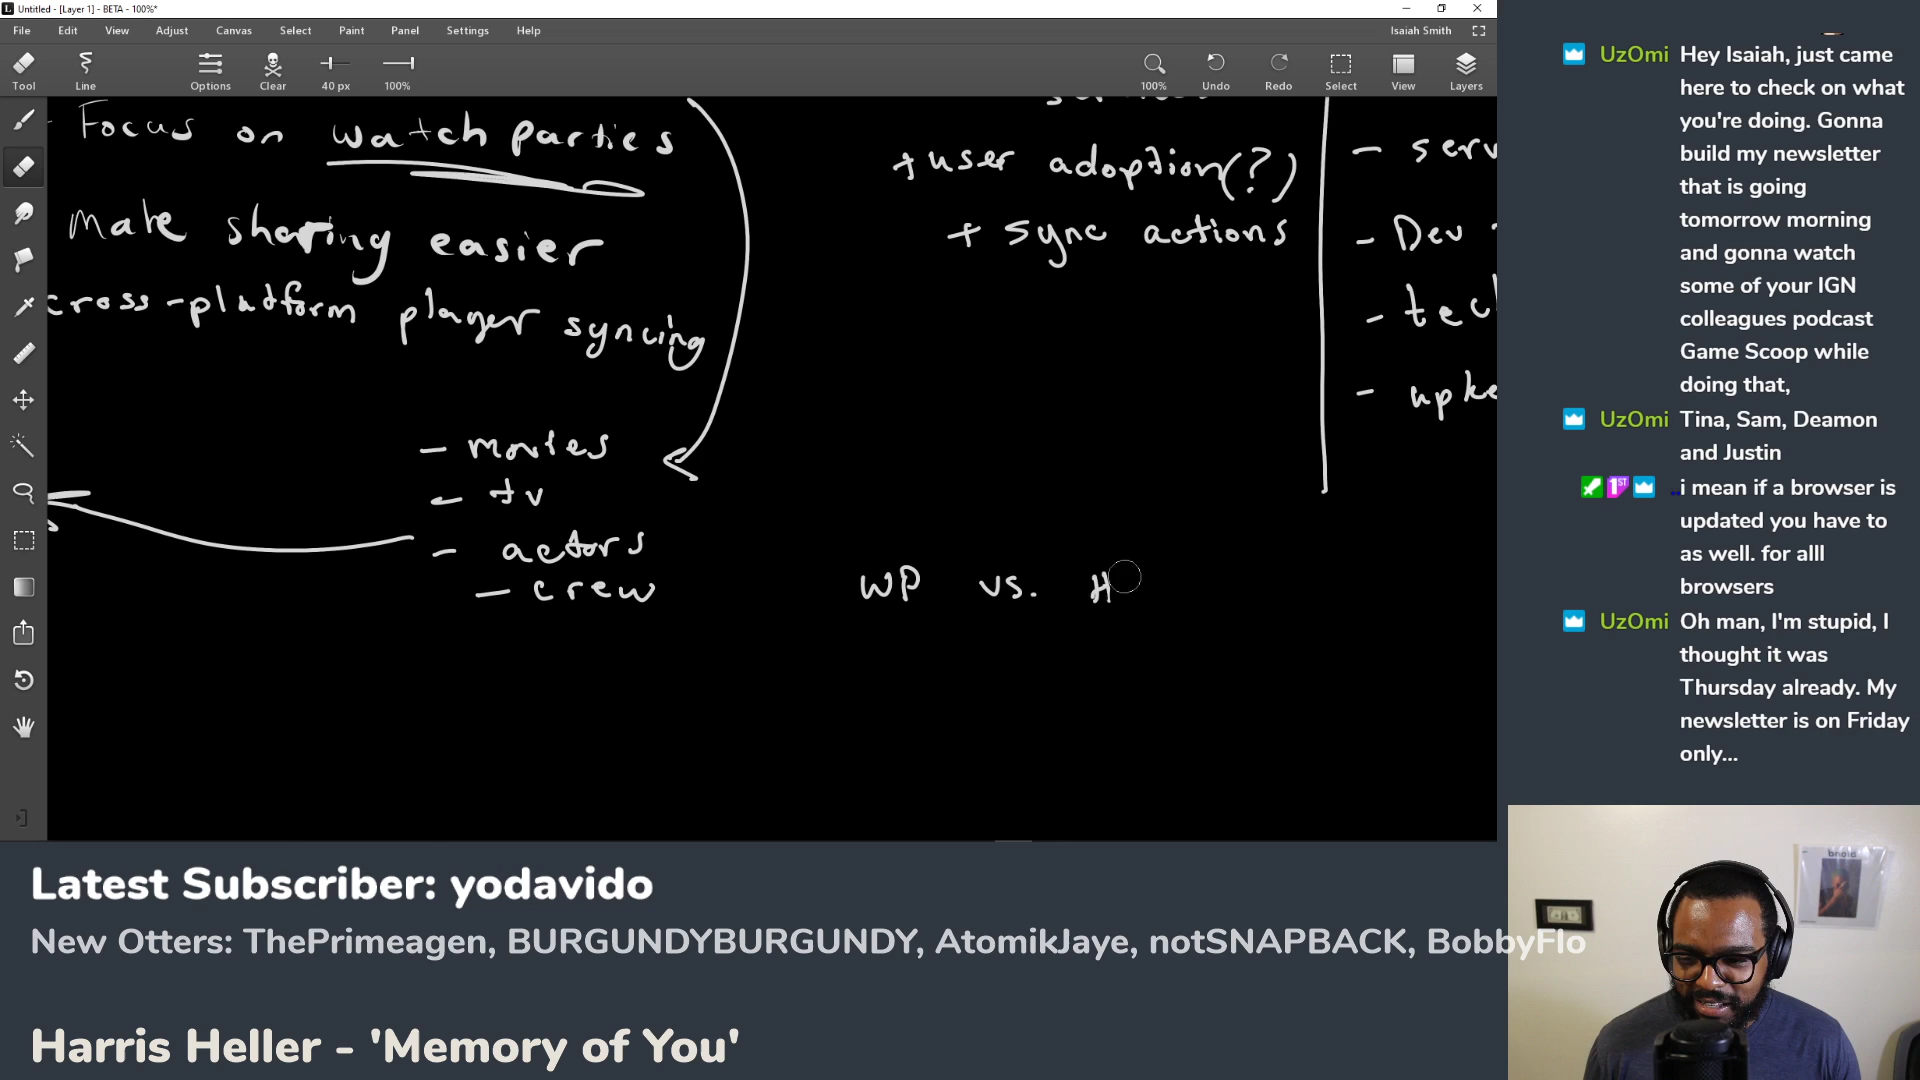 Untitled - [Layer 1] - BETA - 100%*
File Edit View Adjust Canvas Select Paint Panel Settings Help
Isaiah Smith
Tool Line Options Clear 40 px 100%
100% Undo Redo Select View Layers
- Focus on watch parties
Make sharing easier
cross-platform player syncing
- movies
- tv
- actors
- crew
+ user adoption(?)
+ sync actions
- serv
- Dev
- tech
- upke
WP vs. H
UzOmi Hey Isaiah, just came
here to check on what
you're doing. Gonna
build my newsletter
that is going
tomorrow morning
and gonna watch
some of your IGN
colleagues podcast
Game Scoop while
doing that,
UzOmi Tina, Sam, Deamon
and Justin
1ST i mean if a browser is
updated you have to
as well. for alll
browsers
UzOmi Oh man, I'm stupid, I
thought it was
Thursday already. My
newsletter is on Friday
only...
Latest Subscriber: yodavido
New Otters: ThePrimeagen, BURGUNDYBURGUNDY, AtomikJaye, notSNAPBACK, BobbyFlo
Harris Heller - 'Memory of You'